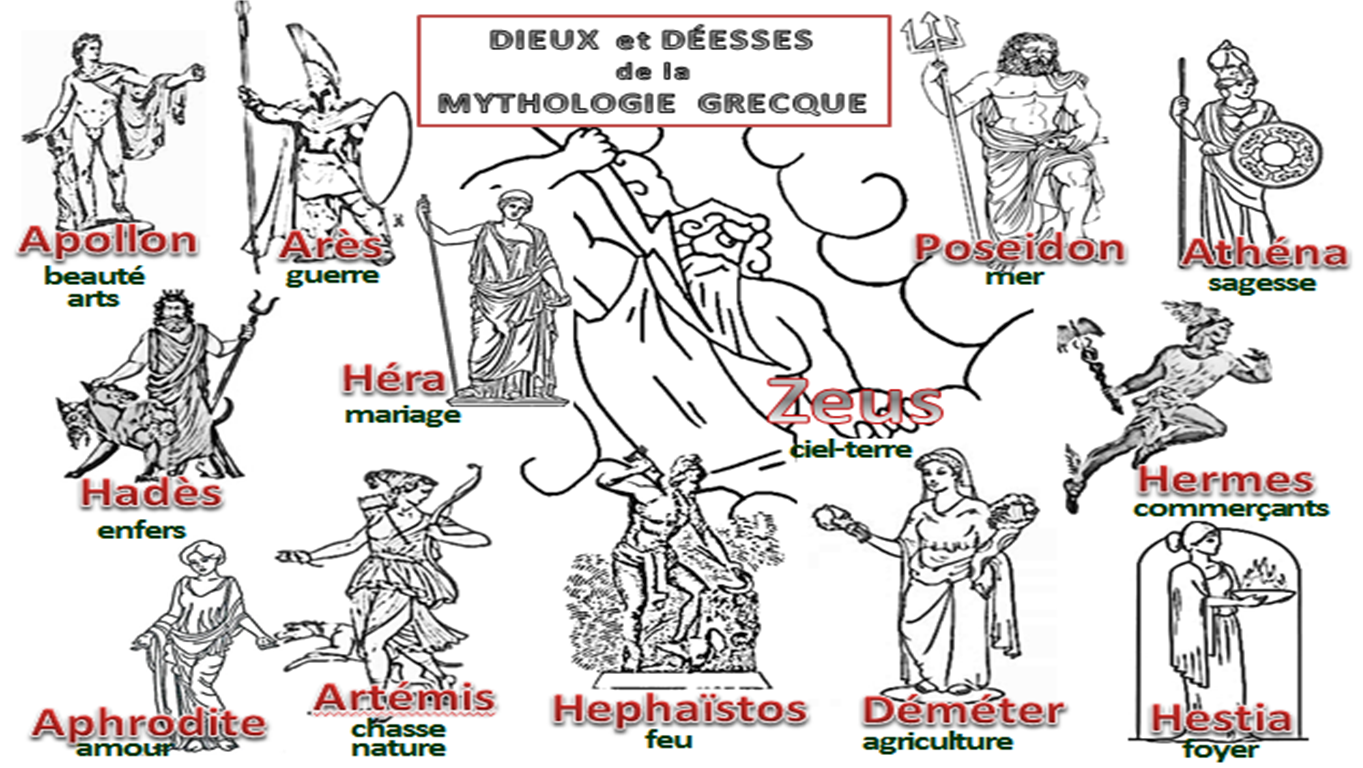 DIEUX et DÉESSES
de la
MYTHOLOGIE GRECQUE
Apollon
beauté
arts
Arès
guerre
Poseidon
mer
Athéna
sagesse
Héra
mariage
Zeus
ciel-terre
Hadès
enfers
Hermes
commerçants
Aphrodite
amour
Artémis
chasse
nature
Hephaïstos
feu
Déméter
agriculture
Hestia
foyer